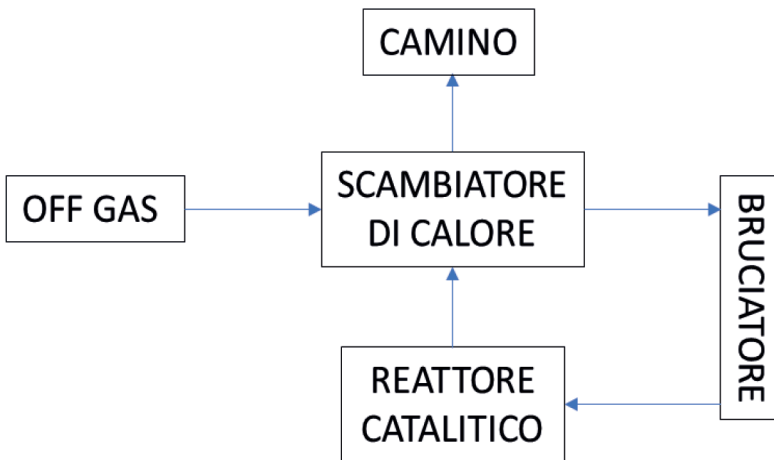 CAMINO
OFF GAS
SCAMBIATORE
DI CALORE
BRUCIATORE
REATTORE
CATALITICO